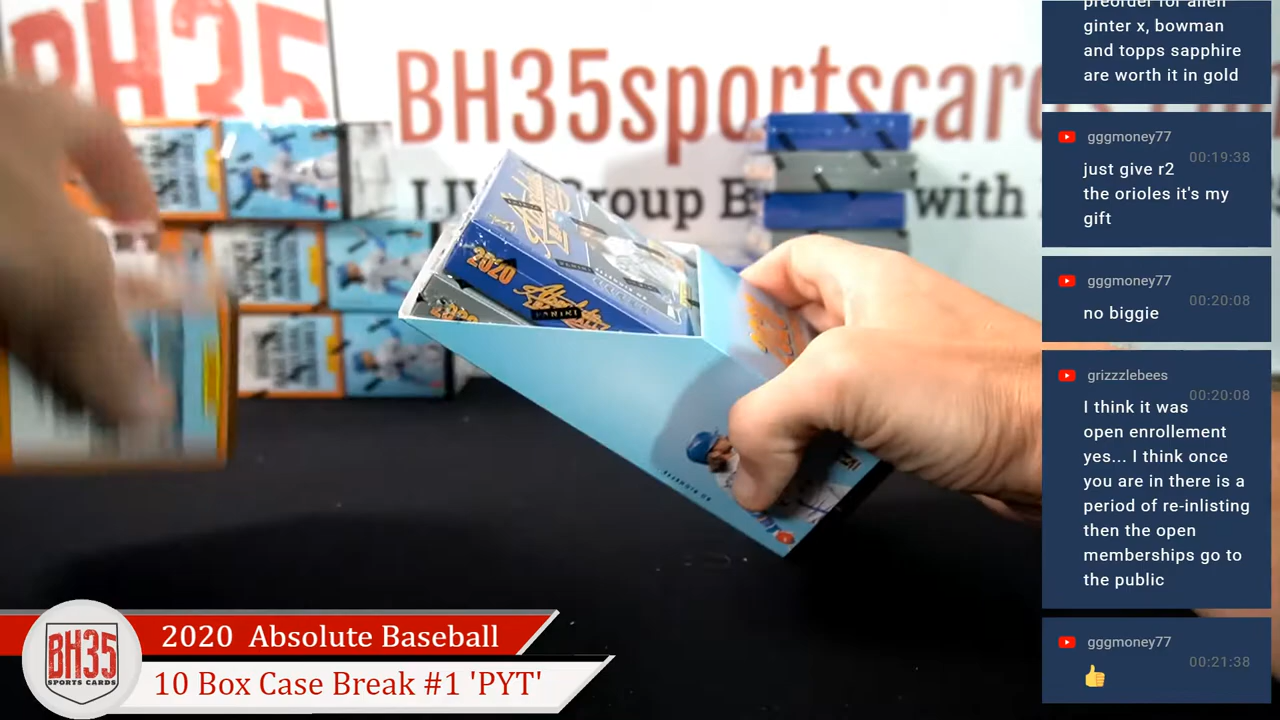 BH35
BH35sportscards
LIVE Group B
with
2020
PANINI
preorder for allen
ginter x, bowman
and topps sapphire
are worth it in gold
gggmoney77
00:19:38
just give r2
the orioles it's my
gift
gggmoney77
00:20:08
no biggie
grizzzlebees
00:20:08
I think it was
open enrollement
yes... I think once
you are in there is a
period of re-inlisting
then the open
memberships go to
the public
gggmoney77
00:21:38
👍
2020 Absolute Baseball
10 Box Case Break #1 'PYT'
BH35
SPORTS CARDS